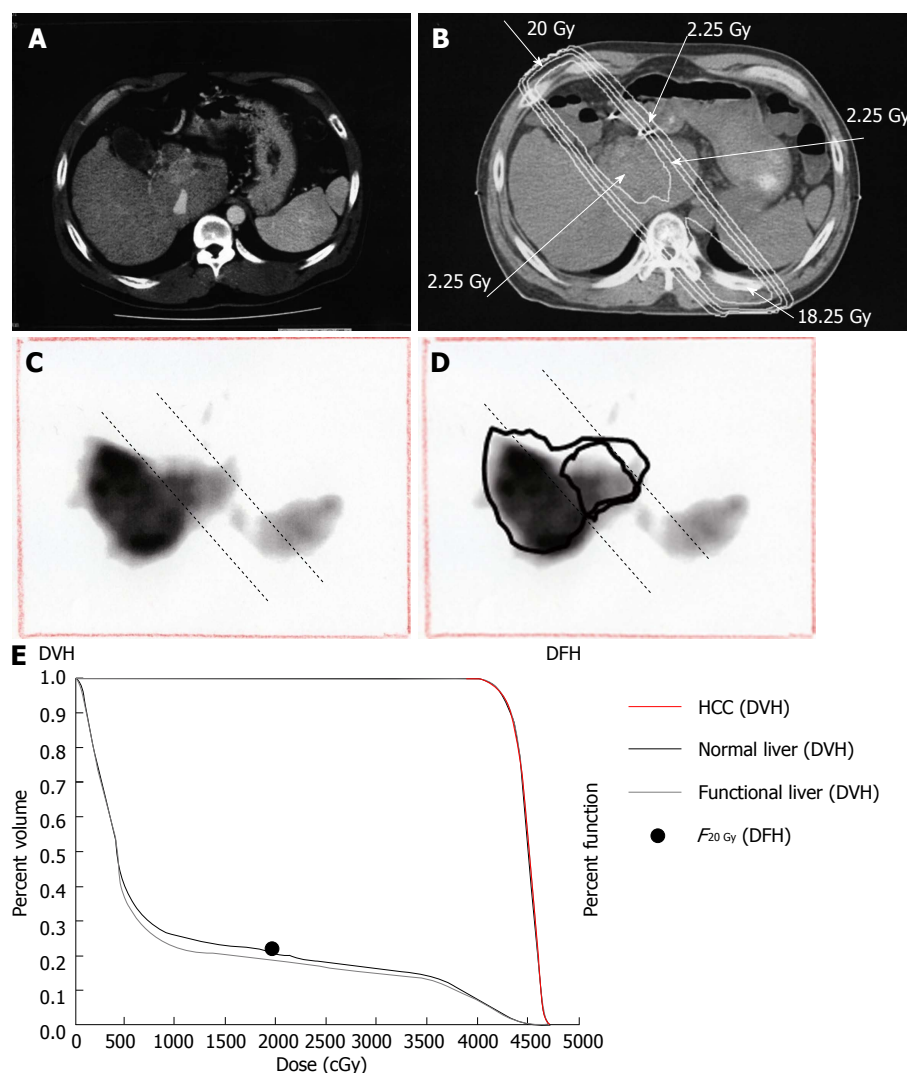 A
B
20 Gy
2.25 Gy
2.25 Gy
2.25 Gy
18.25 Gy
C
D
E
DVH
DFH
1.0
0.9
0.8
0.7
0.6
0.5
0.4
0.3
0.2
0.1
0.0
Percent volume
0 500 1000 1500 2000 2500 3000 3500 4000 4500 5000
Dose (cGy)
Percent function
HCC (DVH)
Normal liver (DVH)
Functional liver (DVH)
F20 Gy (DFH)